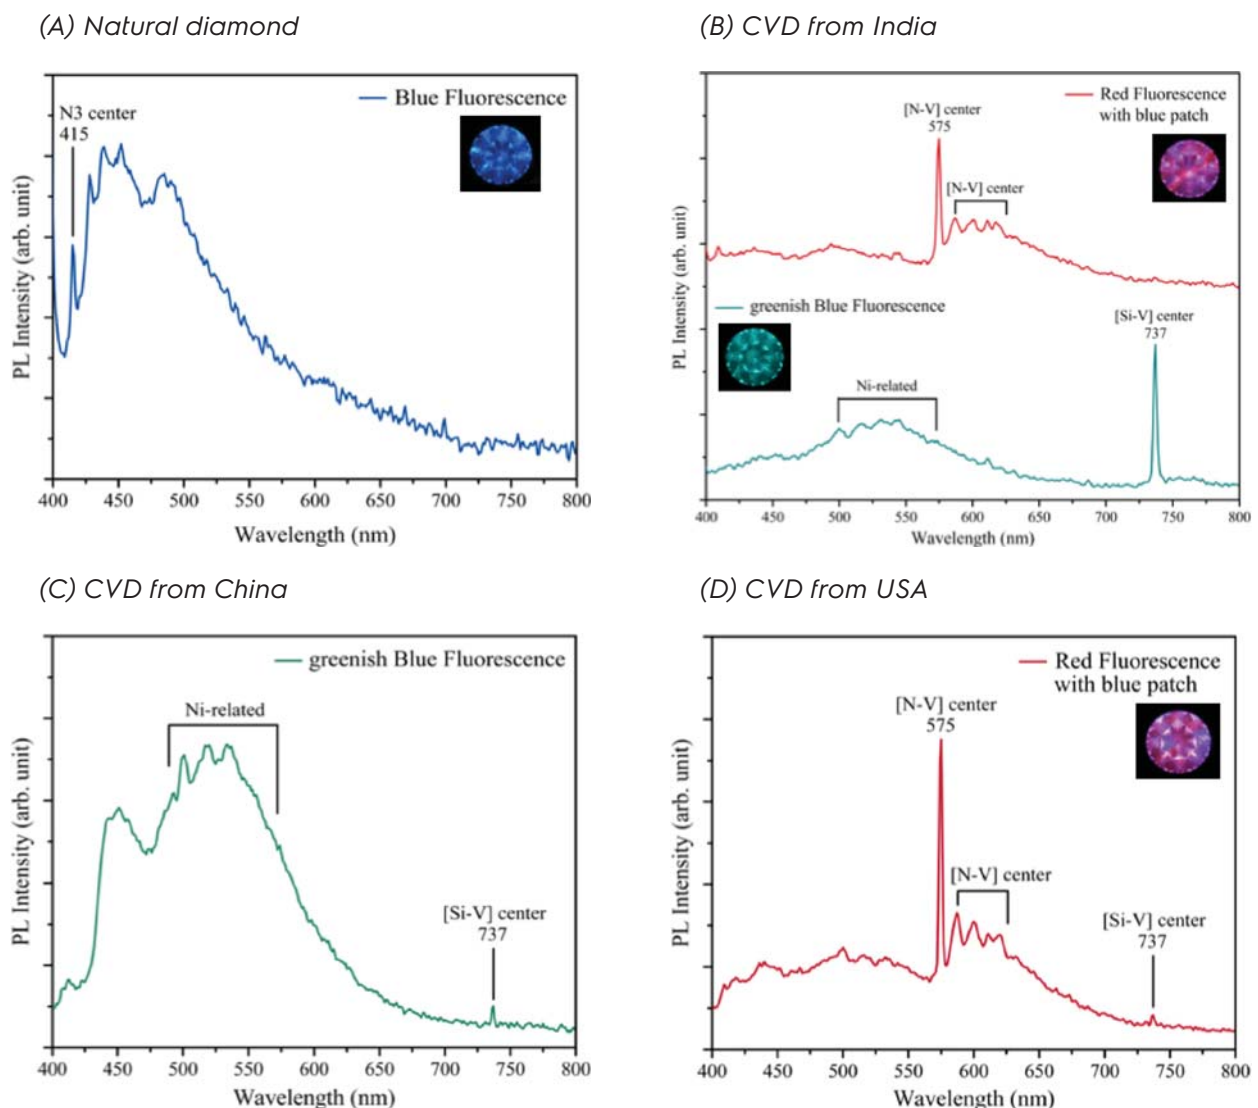 (A) Natural diamond
PL Intensity (arb. unit)
N3 center
415
Blue Fluorescence
400 450 500 550 600 650 700 750 800
Wavelength (nm)
(B) CVD from India
PL Intensity (arb. unit)
Red Fluorescence
with blue patch
[N-V] center
575
[N-V] center
greenish Blue Fluorescence
[Si-V] center
737
Ni-related
400 450 500 550 600 650 700 750 800
Wavelength (nm)
(C) CVD from China
PL Intensity (arb. unit)
greenish Blue Fluorescence
Ni-related
[Si-V] center
737
400 450 500 550 600 650 700 750 800
Wavelength (nm)
(D) CVD from USA
PL Intensity (arb. unit)
Red Fluorescence
with blue patch
[N-V] center
575
[N-V] center
[Si-V] center
737
400 450 500 550 600 650 700 750 800
Wavelength (nm)